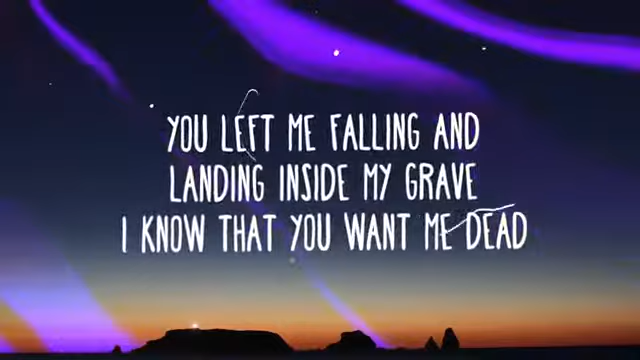 YOU LEFT ME FALLING AND
LANDING INSIDE MY GRAVE
I KNOW THAT YOU WANT ME DEAD